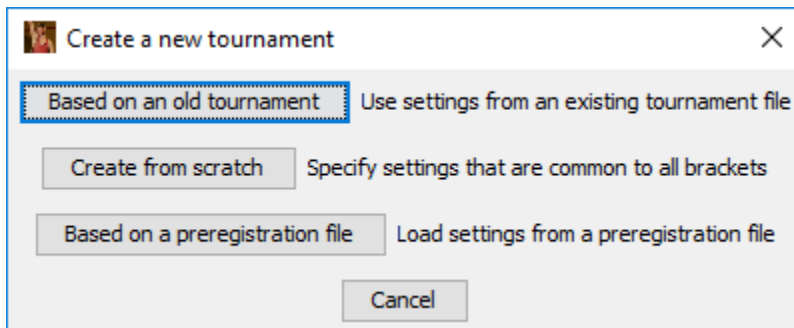 Create a new tournament
Based on an old tournament Use settings from an existing tournament file
Create from scratch Specify settings that are common to all brackets
Based on a preregistration file Load settings from a preregistration file
Cancel